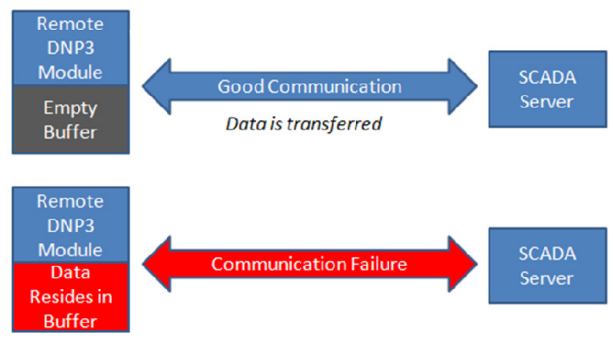 Remote
DNP3
Module
Empty
Buffer
Good Communication
Data is transferred
SCADA
Server
Remote
DNP3
Module
Data
Resides in
Buffer
Communication Failure
SCADA
Server